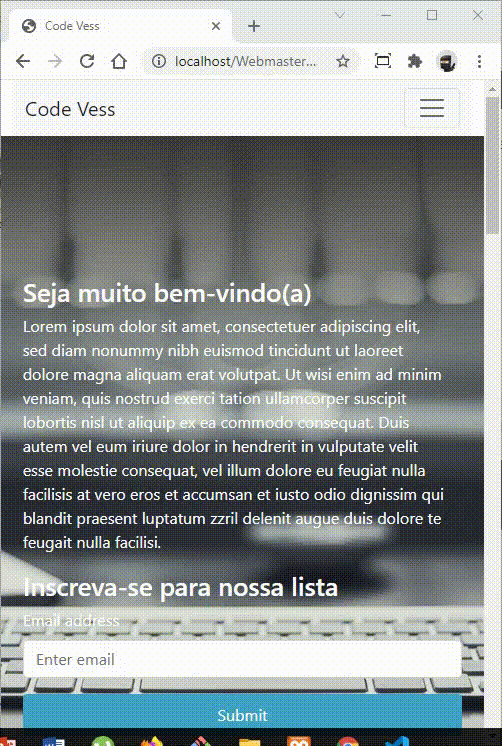 Code Vess
localhost/Webmaster...
Code Vess
Seja muito bem-vindo(a)
Lorem ipsum dolor sit amet, consectetuer adipiscing elit,
sed diam nonummy nibh euismod tincidunt ut laoreet
dolore magna aliquam erat volutpat. Ut wisi enim ad minim
veniam, quis nostrud exerci tation ullamcorper suscipit
lobortis nisl ut aliquip ex ea commodo consequat. Duis
autem vel eum iriure dolor in hendrerit in vulputate velit
esse molestie consequat, vel illum dolore eu feugiat nulla
facilisis at vero eros et accumsan et iusto odio dignissim qui
blandit praesent luptatum zzril delenit augue duis dolore te
feugait nulla facilisi.
Inscreva-se para nossa lista
Email address
Enter email
Submit